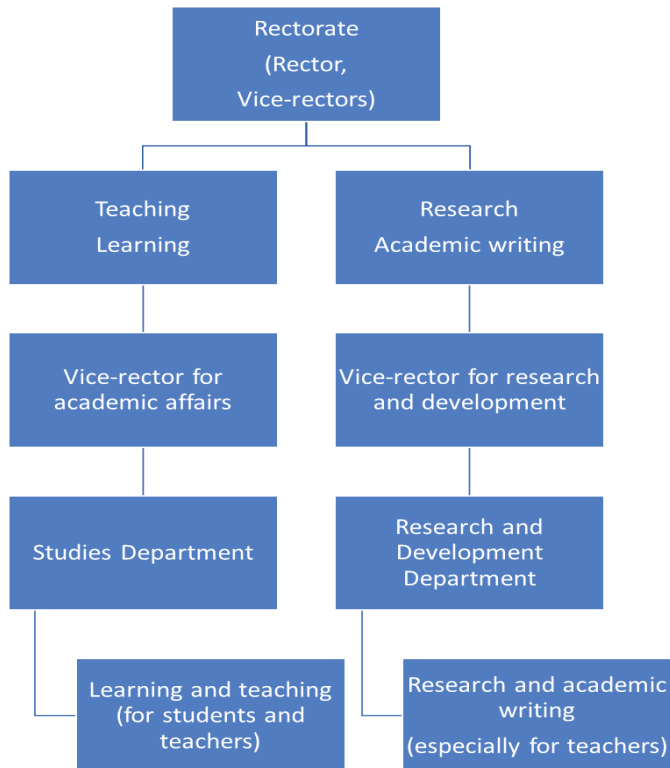 Rectorate
(Rector,
Vice-rectors)
Teaching
Learning
Research
Academic writing
Vice-rector for
academic affairs
Vice-rector for research
and development
Studies Department
Research and
Development
Department
Learning and teaching
(for students and
teachers)
Research and academic
writing
(especially for teachers)